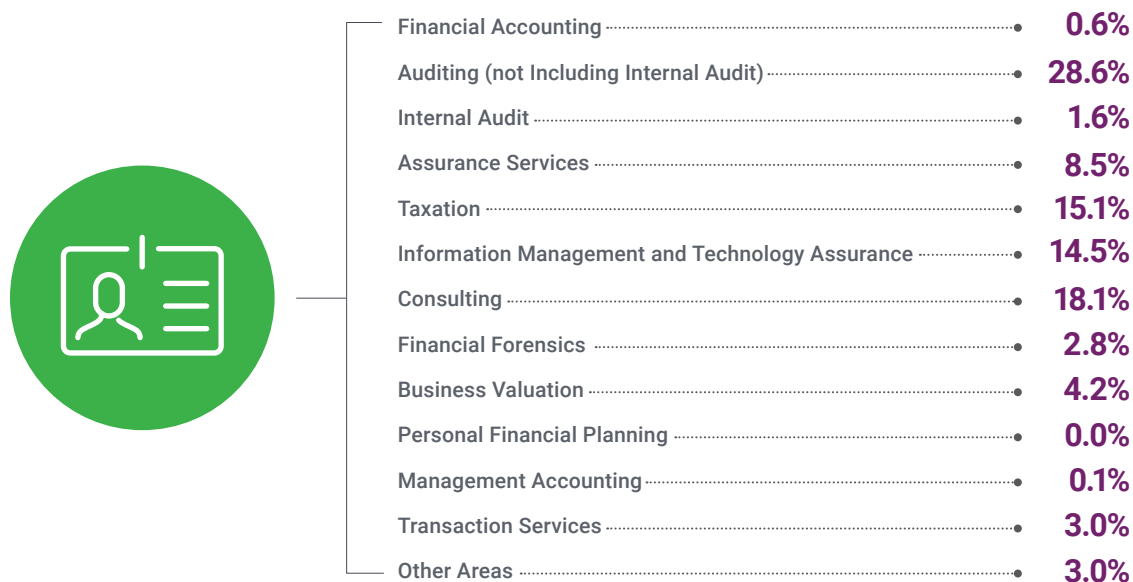 Financial Accounting 0.6%
Auditing (not Including Internal Audit) 28.6%
Internal Audit 1.6%
Assurance Services 8.5%
Taxation 15.1%
Information Management and Technology Assurance 14.5%
Consulting 18.1%
Financial Forensics 2.8%
Business Valuation 4.2%
Personal Financial Planning 0.0%
Management Accounting 0.1%
Transaction Services 3.0%
Other Areas 3.0%